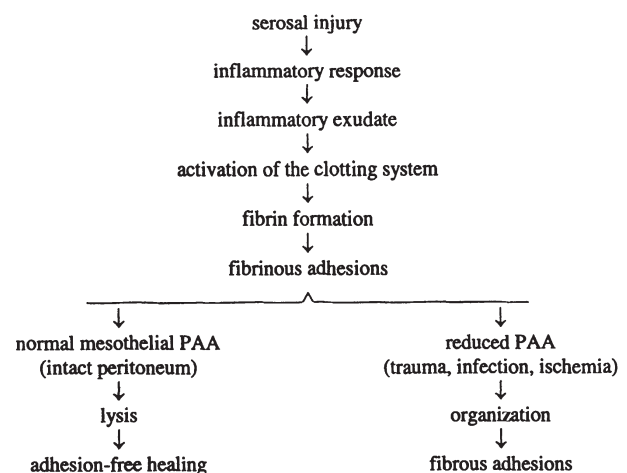 serosal injury
inflammatory response
inflammatory exudate
activation of the clotting system
fibrin formation
fibrinous adhesions
normal mesothelial PAA
(intact peritoneum)
lysis
adhesion-free healing
reduced PAA
(trauma, infection, ischemia)
organization
fibrous adhesions